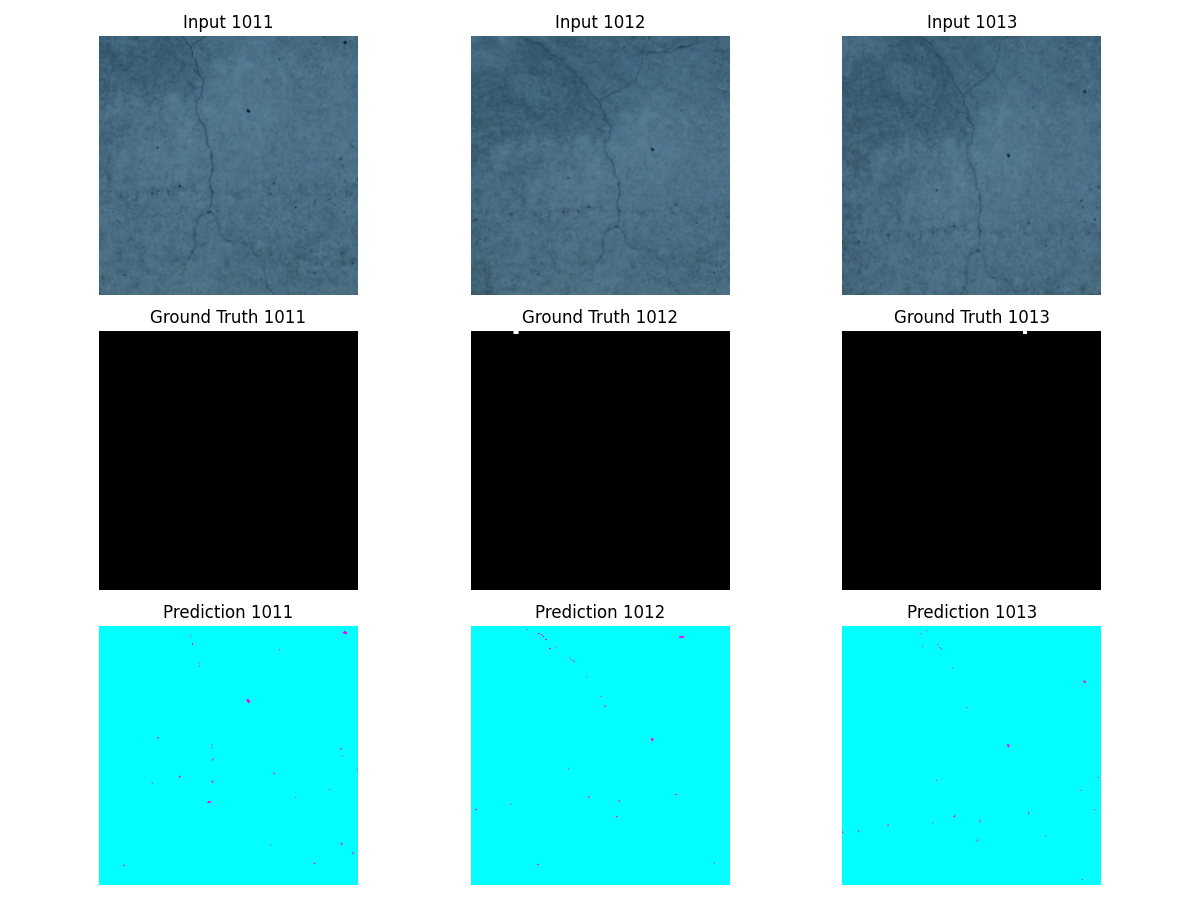 Input 1011
Input 1012
Input 1013
Ground Truth 1011
Ground Truth 1012
Ground Truth 1013
Prediction 1011
Prediction 1012
Prediction 1013